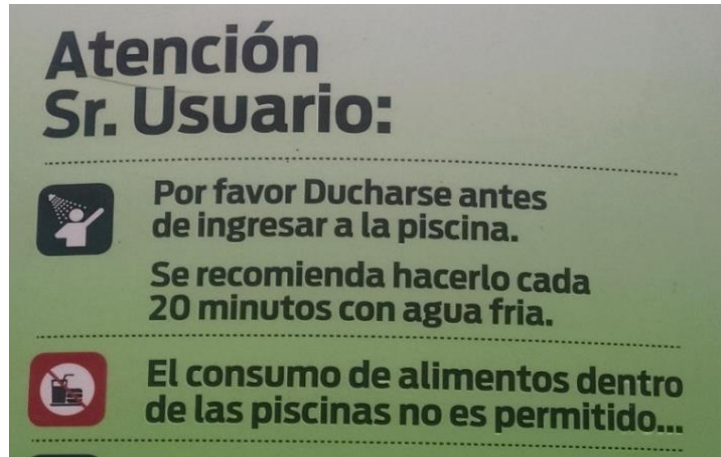 Atención
Sr. Usuario:
Por favor Ducharse antes
de ingresar a la piscina.
Se recomienda hacerlo cada
20 minutos con agua fria.
El consumo de alimentos dentro
de las piscinas no es permitido...